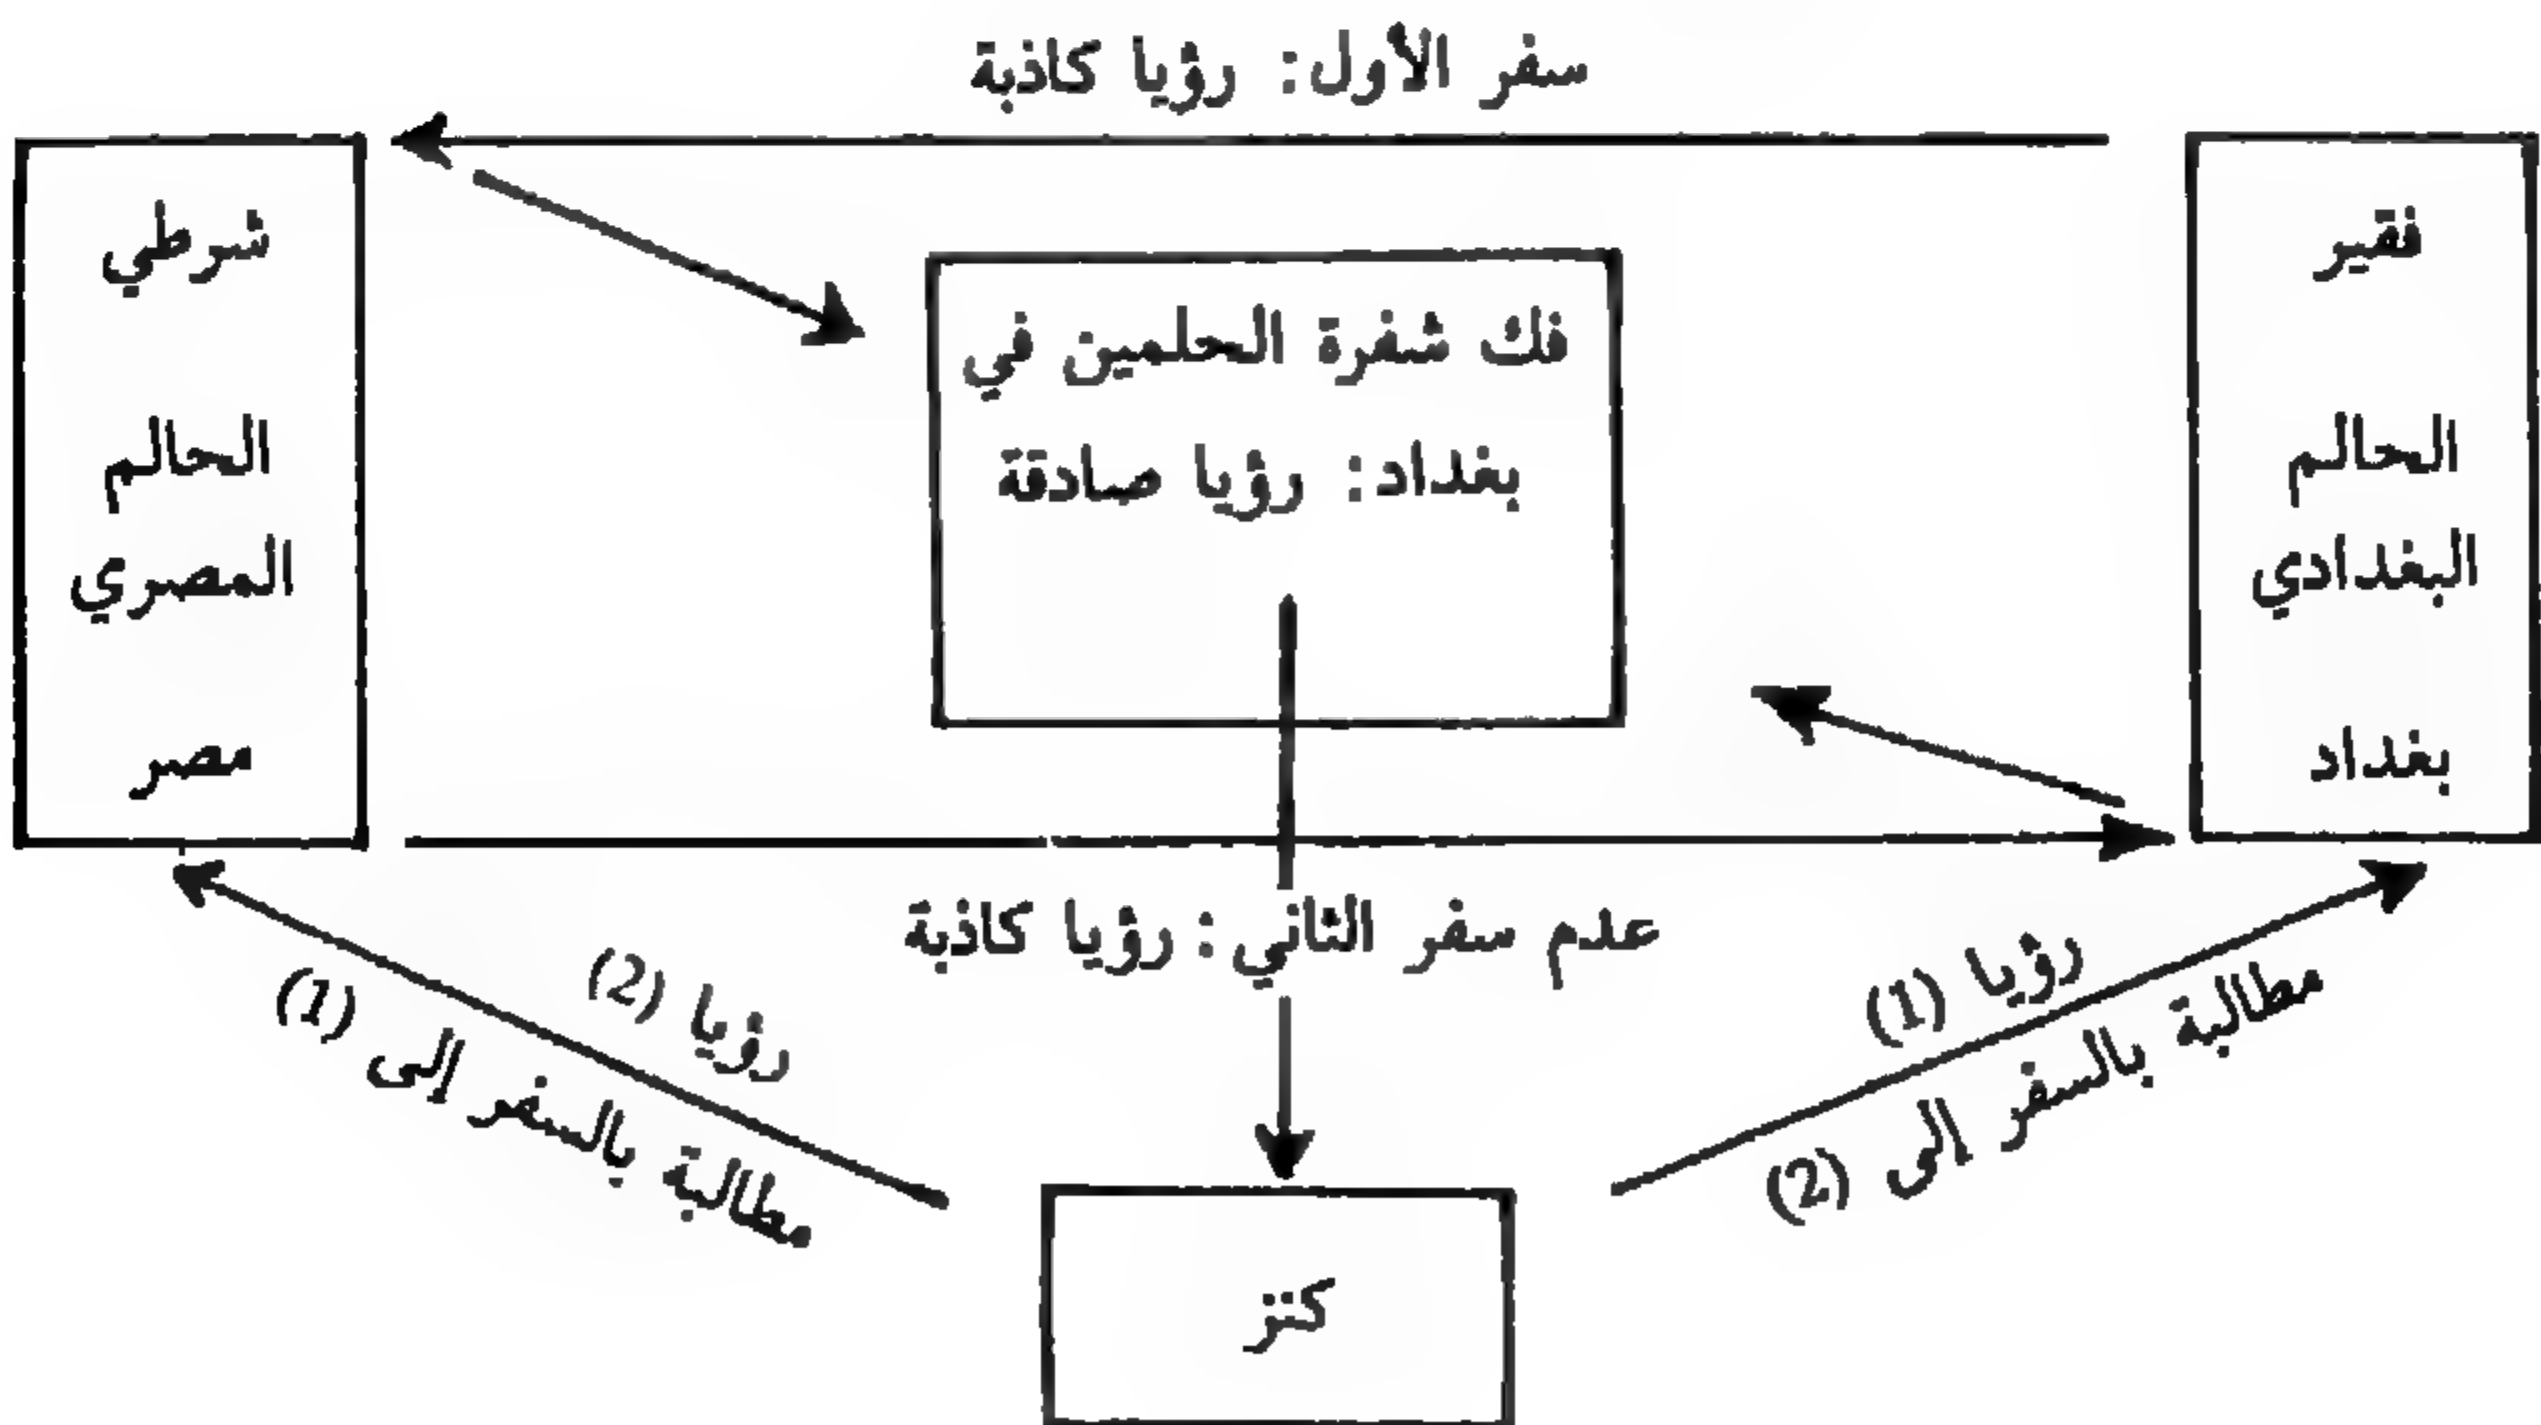 سفر الأول: رؤيا كاذبة
فقير
الحالم
البغدادي
بغداد
فك شفرة الحلمين في
بغداد: رؤيا صادقة
شرطي
الحالم
المصري
مصر
عدم سفر الثاني: رؤيا كاذبة
رؤيا (1)
مطالبة بالسفر إلى (2)
رؤيا (2)
مطالبة بالسفر إلى (1)
كنز